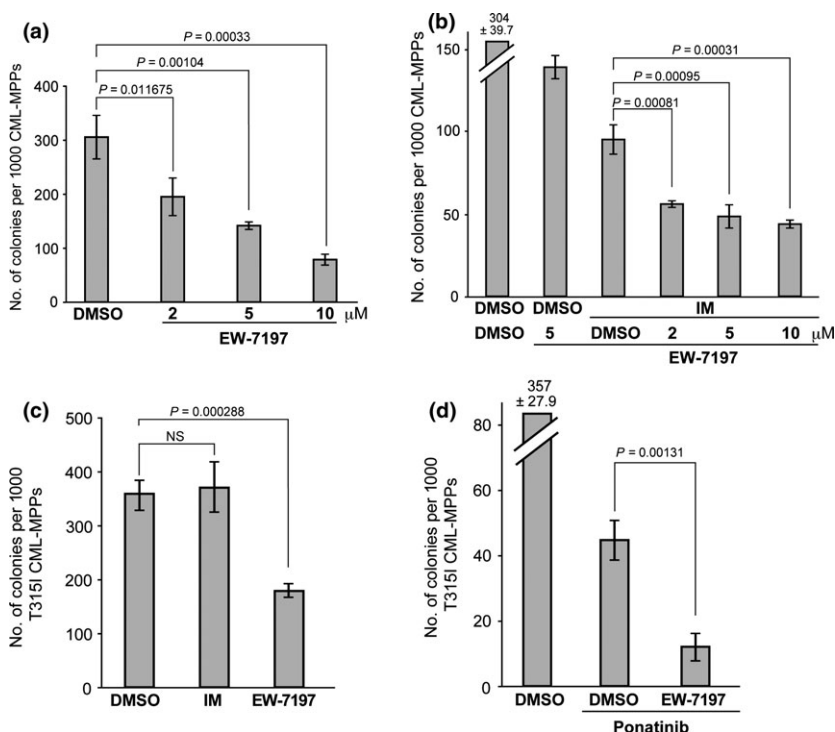 (a)
P = 0.00033
P = 0.00104
P = 0.011675
No. of colonies per 1000 CML-MPPs
400
300
200
100
0
DMSO 2 5 10 μM
EW-7197
(b)
304
± 39.7
P = 0.00031
P = 0.00095
P = 0.00081
No. of colonies per 1000 CML-MPPs
150
100
50
0
DMSO DMSO IM
DMSO 5 DMSO 2 5 10 μM
EW-7197
(c)
P = 0.000288
NS
No. of colonies per 1000
T315I CML-MPPs
500
400
300
200
100
0
DMSO IM EW-7197
(d)
357
± 27.9
P = 0.00131
No. of colonies per 1000
T315I CML-MPPs
80
60
40
20
0
DMSO DMSO EW-7197
Ponatinib